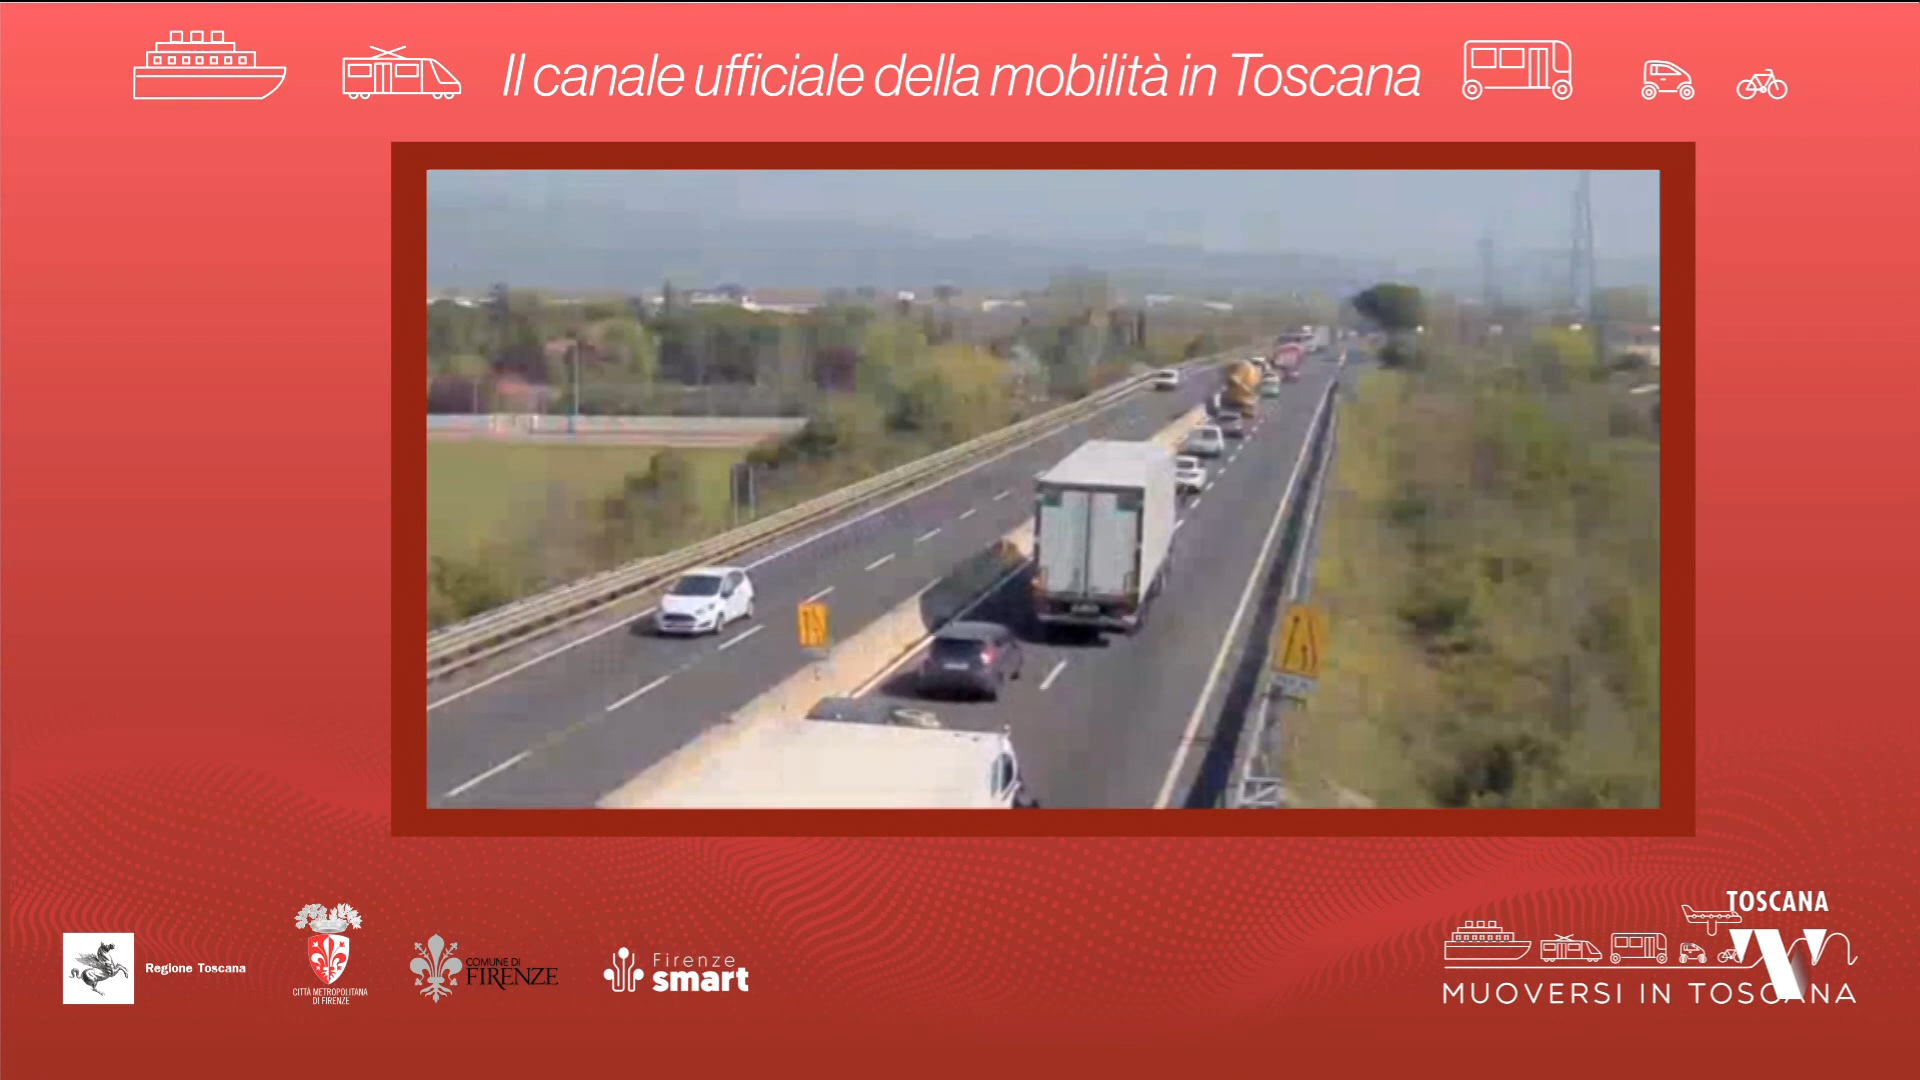 Il canale ufficiale della mobilità in Toscana
Regione Toscana
CITTÀ METROPOLITANA
DI FIRENZE
COMUNE DI
FIRENZE
Firenze
smart
TOSCANA
MUOVERSI IN TOSCANA